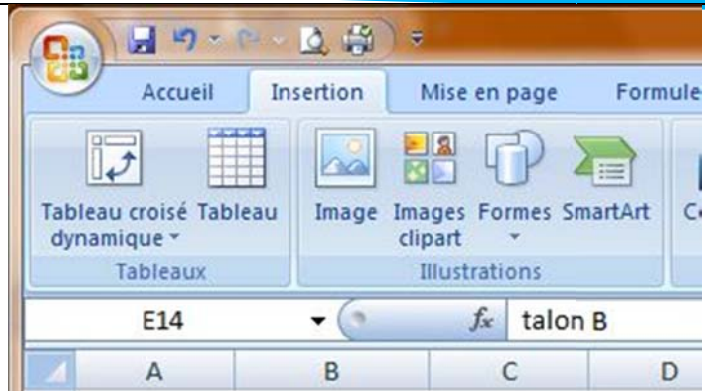 Accueil Insertion Mise en page Formule
Tableau croisé dynamique Tableau Image Images clipart Formes SmartArt
Tableaux Illustrations
E14 fx talon B
A B C D